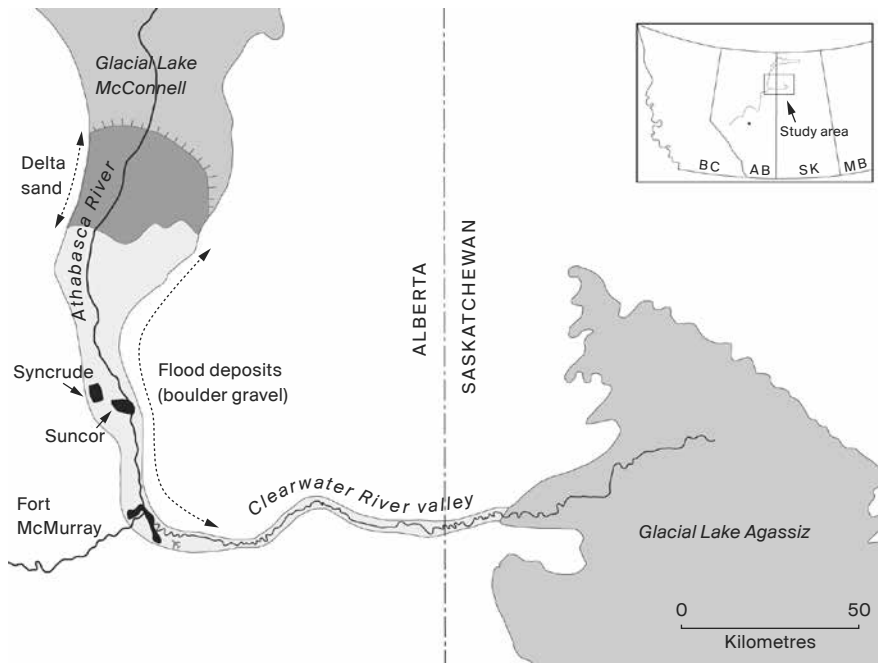 Glacial Lake
McConnell
Study area
BC
AB
SK
MB
Delta
sand
Athabasca River
ALBERTA
SASKATCHEWAN
Syncrude
Flood deposits
(boulder gravel)
Suncor
Clearwater River valley
Fort
McMurray
Glacial Lake Agassiz
0
50
Kilometres